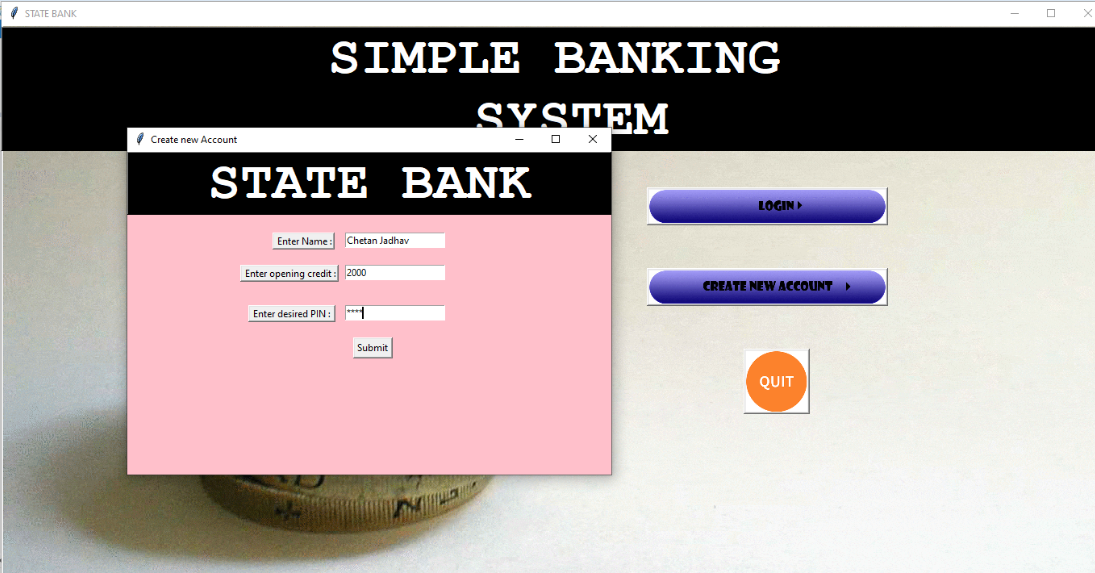 STATE BANK
SIMPLE BANKING
SYSTEM
Create new Account
STATE BANK
Enter Name : Chetan Jadhav
Enter opening credit : 2000
Enter desired PIN : ****
Submit
LOGIN
CREATE NEW ACCOUNT
QUIT